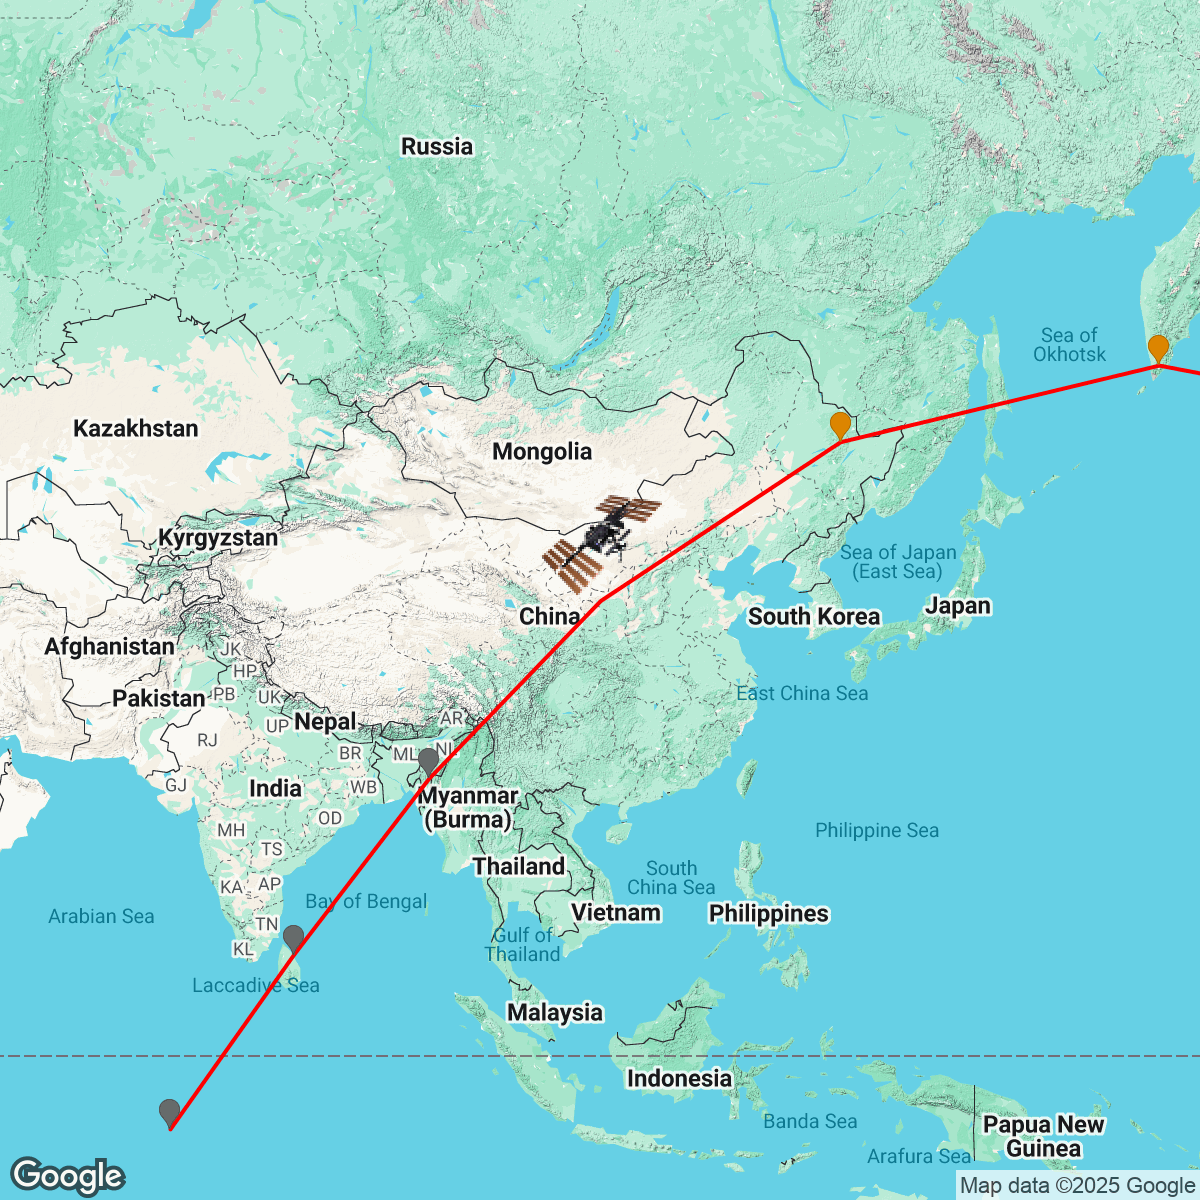 Russia
Sea of
Okhotsk
Kazakhstan
Mongolia
Kyrgyzstan
Sea of Japan
(East Sea)
China
South Korea
Japan
Afghanistan
JK
HP
Pakistan
PB
UK
East China Sea
Nepal
AR
UP
RJ
BR
ML
NL
GJ
India
WB
Myanmar
(Burma)
OD
MH
TS
Philippine Sea
Thailand
South
China Sea
KA
AP
Bay of Bengal
Arabian Sea
TN
Vietnam
Philippines
KL
Gulf of
Thailand
Laccadive Sea
Malaysia
Indonesia
Banda Sea
Papua New
Guinea
Arafura Sea
Google
Map data ©2025 Google